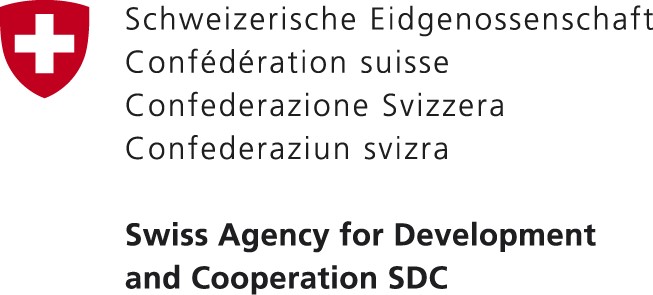 Schweizerische Eidgenossenschaft
Confédération suisse
Confederazione Svizzera
Confederaziun svizra
Swiss Agency for Development
and Cooperation SDC